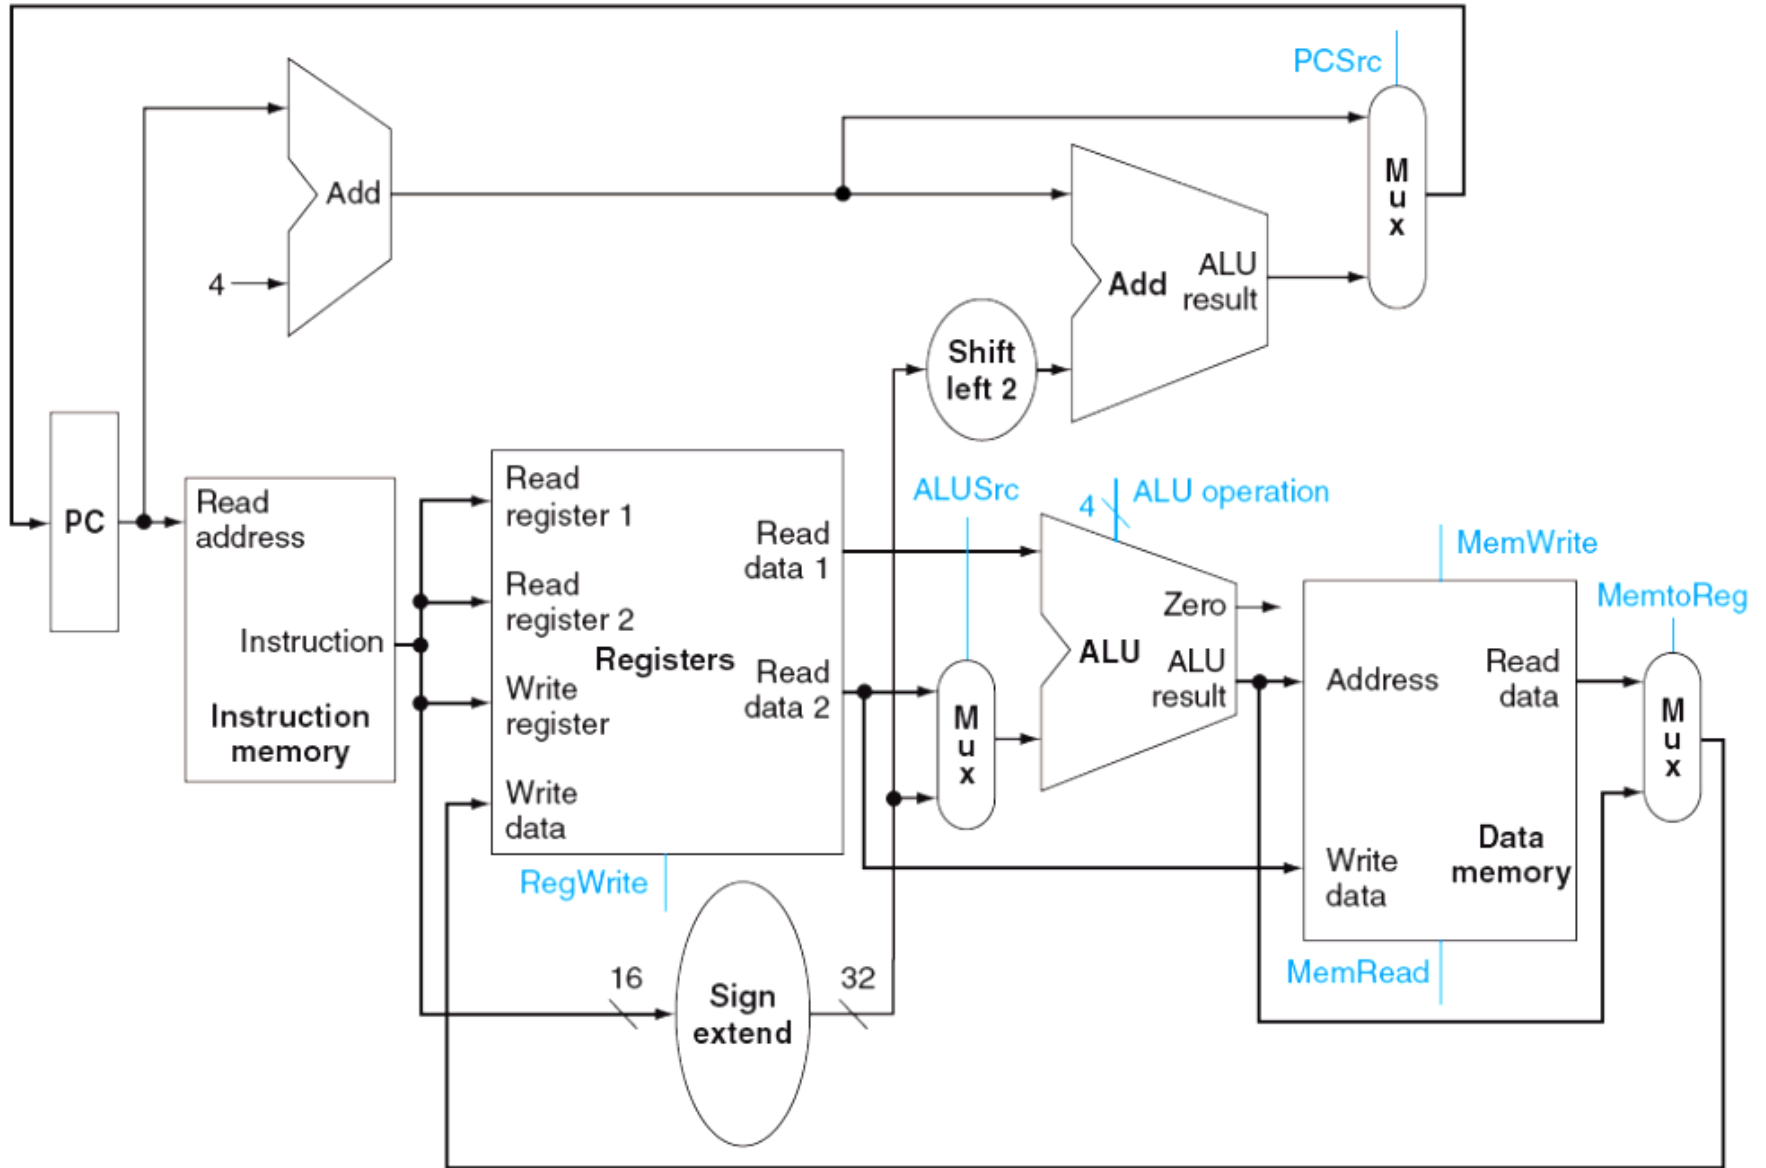 PCSrc
M
u
x
Add
4
Add
ALU
result
Shift
left 2
PC
Read
address
Instruction
Instruction
memory
Read
register 1
Read
register 2
Write
register
Write
data
Registers
Read
data 1
Read
data 2
RegWrite
16
Sign
extend
32
ALUSrc
M
u
x
4
ALU operation
Zero
ALU
ALU
result
MemWrite
Address
Read
data
Write
data
Data
memory
MemRead
MemtoReg
M
u
x